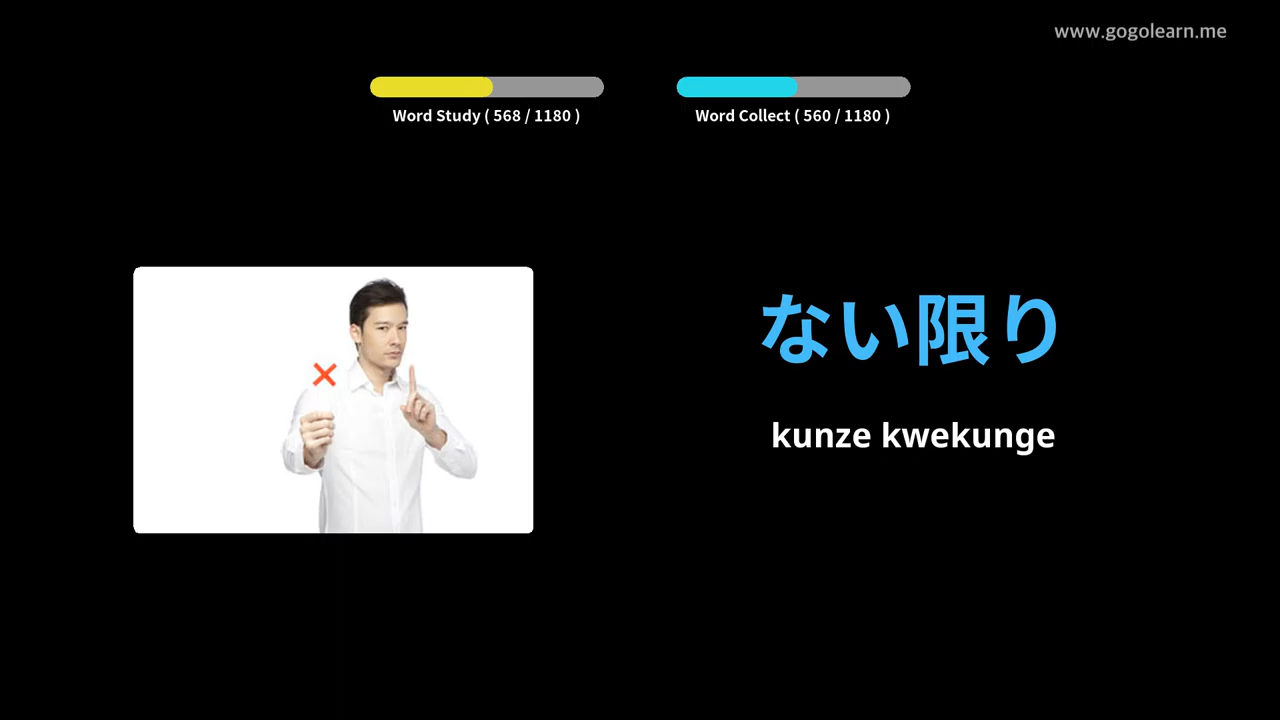 www.gogolearn.me
Word Study ( 568 / 1180 )
Word Collect ( 560 / 1180 )
ない限り
kunze kwekunge